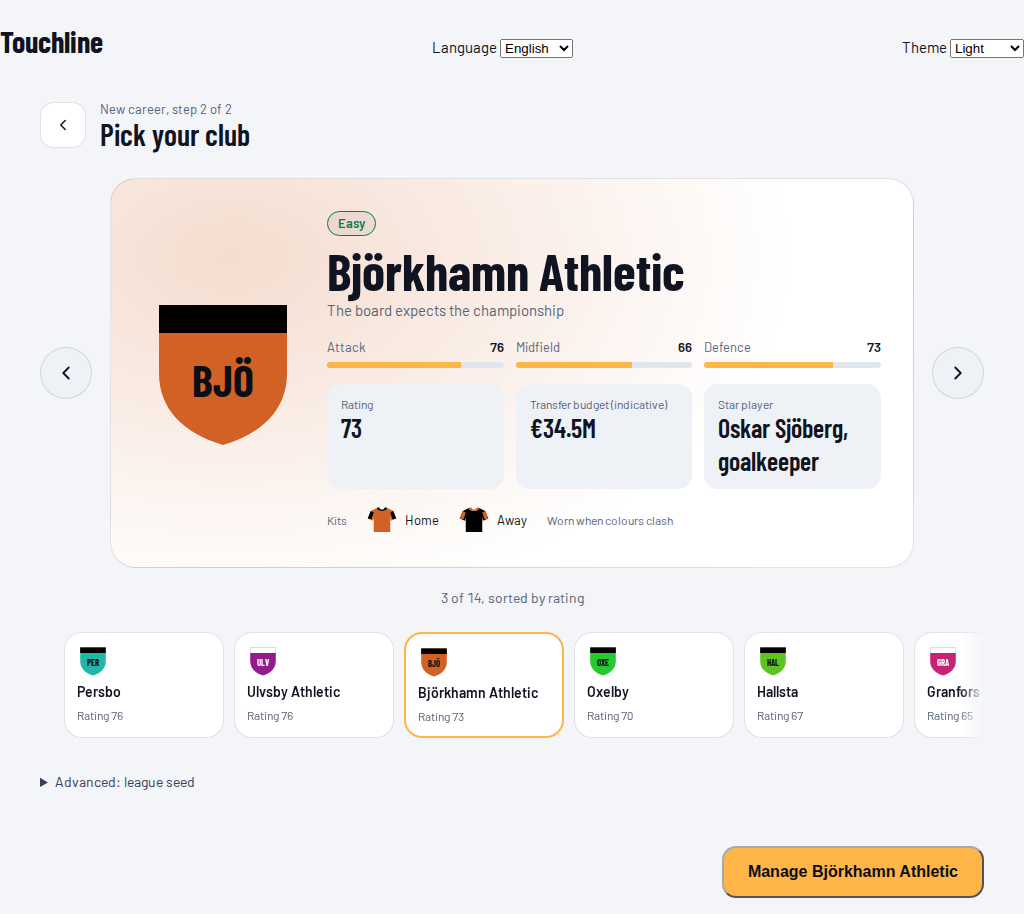 Touchline
Language English
Theme Light
New career, step 2 of 2
Pick your club
Easy
Björkhamn Athletic
The board expects the championship
BJÖ
Attack 76 Midfield 66 Defence 73
Rating
73
Transfer budget (indicative)
€34.5M
Star player
Oskar Sjöberg,
goalkeeper
Kits Home Away Worn when colours clash
3 of 14, sorted by rating
PER
Persbo
Rating 76
ULV
Ulvsby Athletic
Rating 76
BJÖ
Björkhamn Athletic
Rating 73
OXE
Oxelby
Rating 70
HAL
Hallsta
Rating 67
GRA
Granfors
Rating 65
Advanced: league seed
Manage Björkhamn Athletic